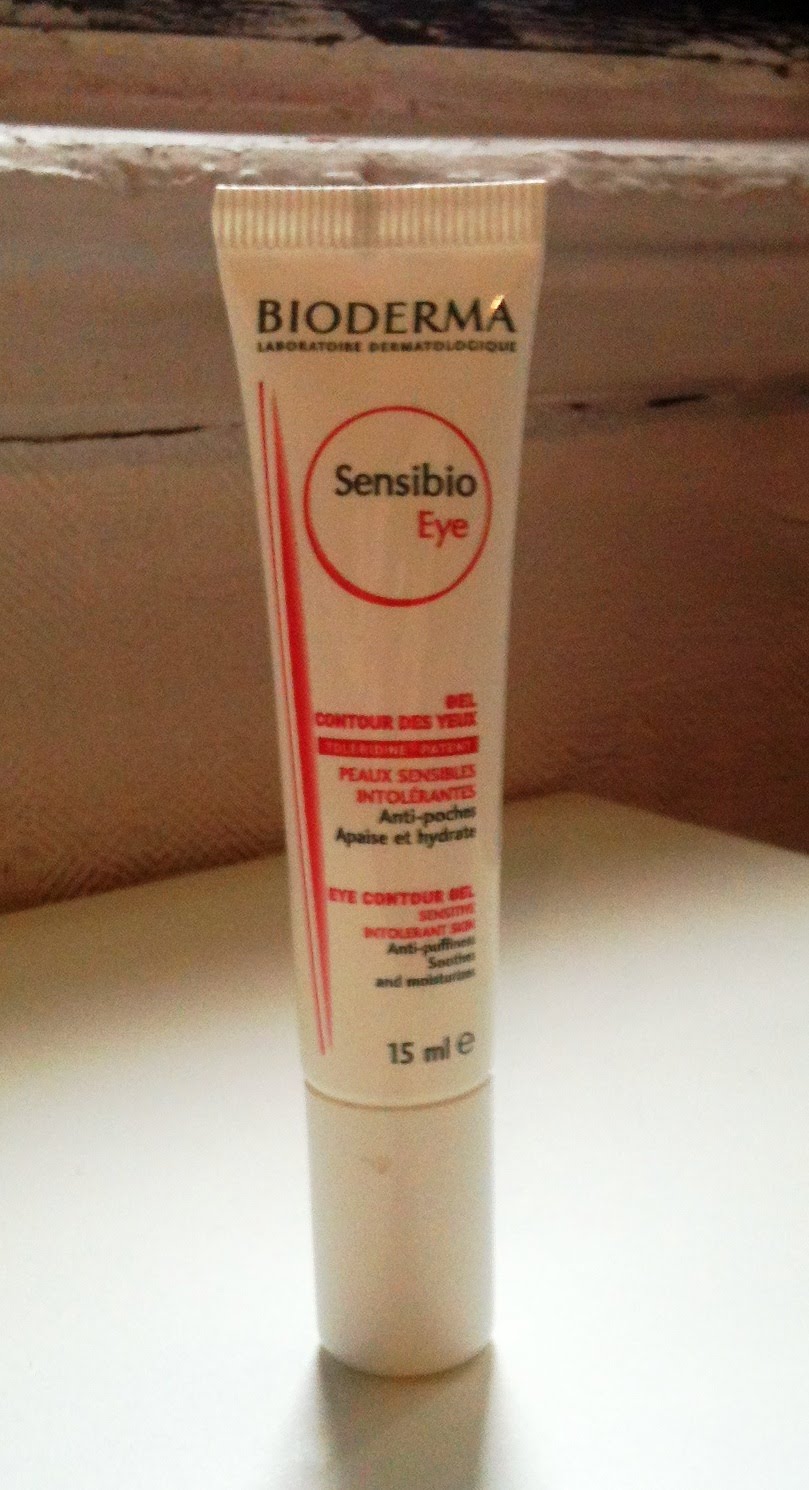 BIODERMA
LABORATOIRE DERMATOLOGIQUE
Sensibio
Eye
GEL
CONTOUR DES YEUX
TOLERIDINE - PATENT
PEAUX SENSIBLES
INTOLÉRANTES
Anti-poches
Apaise et hydrate
EYE CONTOUR GEL
SENSITIVE
INTOLERANT SKIN
Anti-puffiness
Soothes
and moisturizes
15 ml e